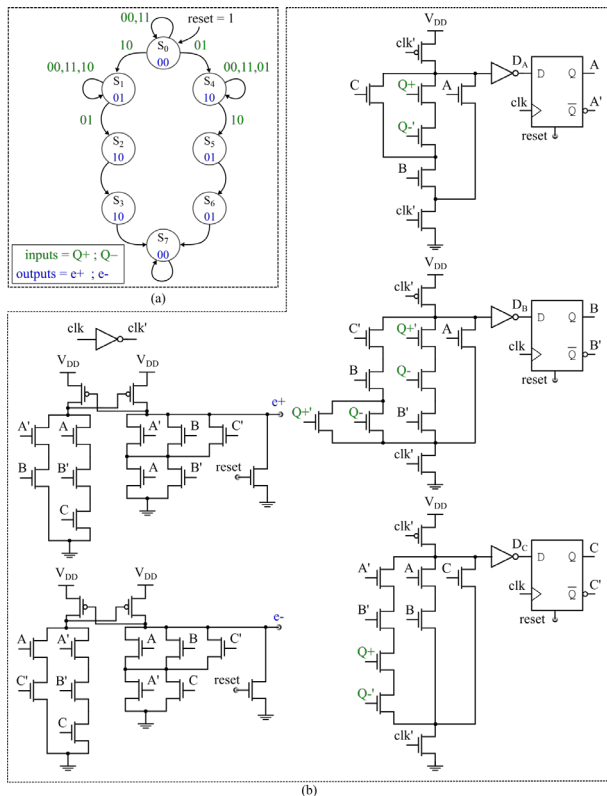 00,11
reset = 1
S0
00
10
01
00,11,10
S1
01
00,11,01
S4
10
01
10
S2
10
S5
01
S3
10
S6
01
S7
00
inputs = Q+ ; Q−
outputs = e+ ; e-
(a)
VDD
clk'
C
Q+
A
Q-'
B
clk'
DA
D
Q
Q
clk
reset
A
A'
VDD
clk'
C'
Q+'
A
B
Q-
Q+'
Q-
B'
clk'
DB
D
Q
Q
clk
reset
B
B'
VDD
clk'
A'
A
C
B'
B
Q+
Q-'
clk'
DC
D
Q
Q
clk
reset
C
C'
clk
clk'
VDD
VDD
e+
A'
A
A'
B
C'
B
B'
A
B'
reset
C
VDD
VDD
e-
A
A'
A
B
C'
C'
B'
A'
C
reset
C
(b)